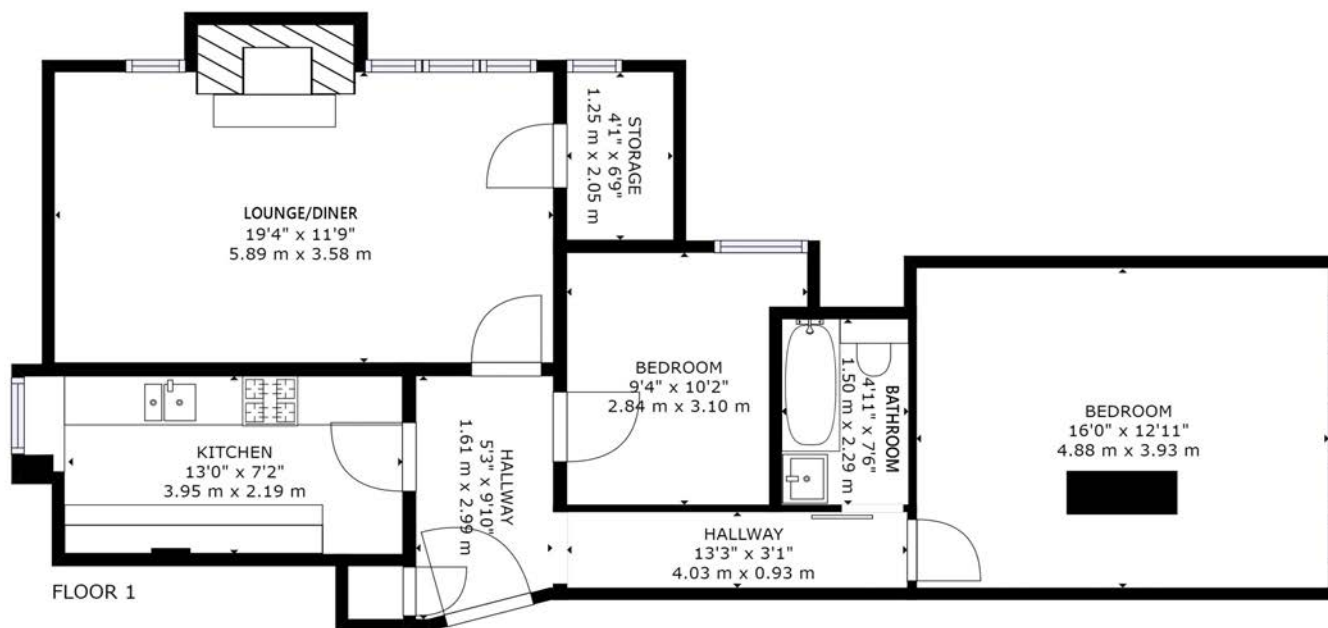 LOUNGE/DINER
19'4" x 11'9"
5.89 m x 3.58 m
STORAGE
4'1" x 6'9"
1.25 m x 2.05 m
KITCHEN
13'0" x 7'2"
3.95 m x 2.19 m
HALLWAY
5'3" x 9'10"
1.61 m x 2.99 m
BEDROOM
9'4" x 10'2"
2.84 m x 3.10 m
BATHROOM
4'11" x 7'6"
1.50 m x 2.29 m
HALLWAY
13'3" x 3'1"
4.03 m x 0.93 m
BEDROOM
16'0" x 12'11"
4.88 m x 3.93 m
FLOOR 1